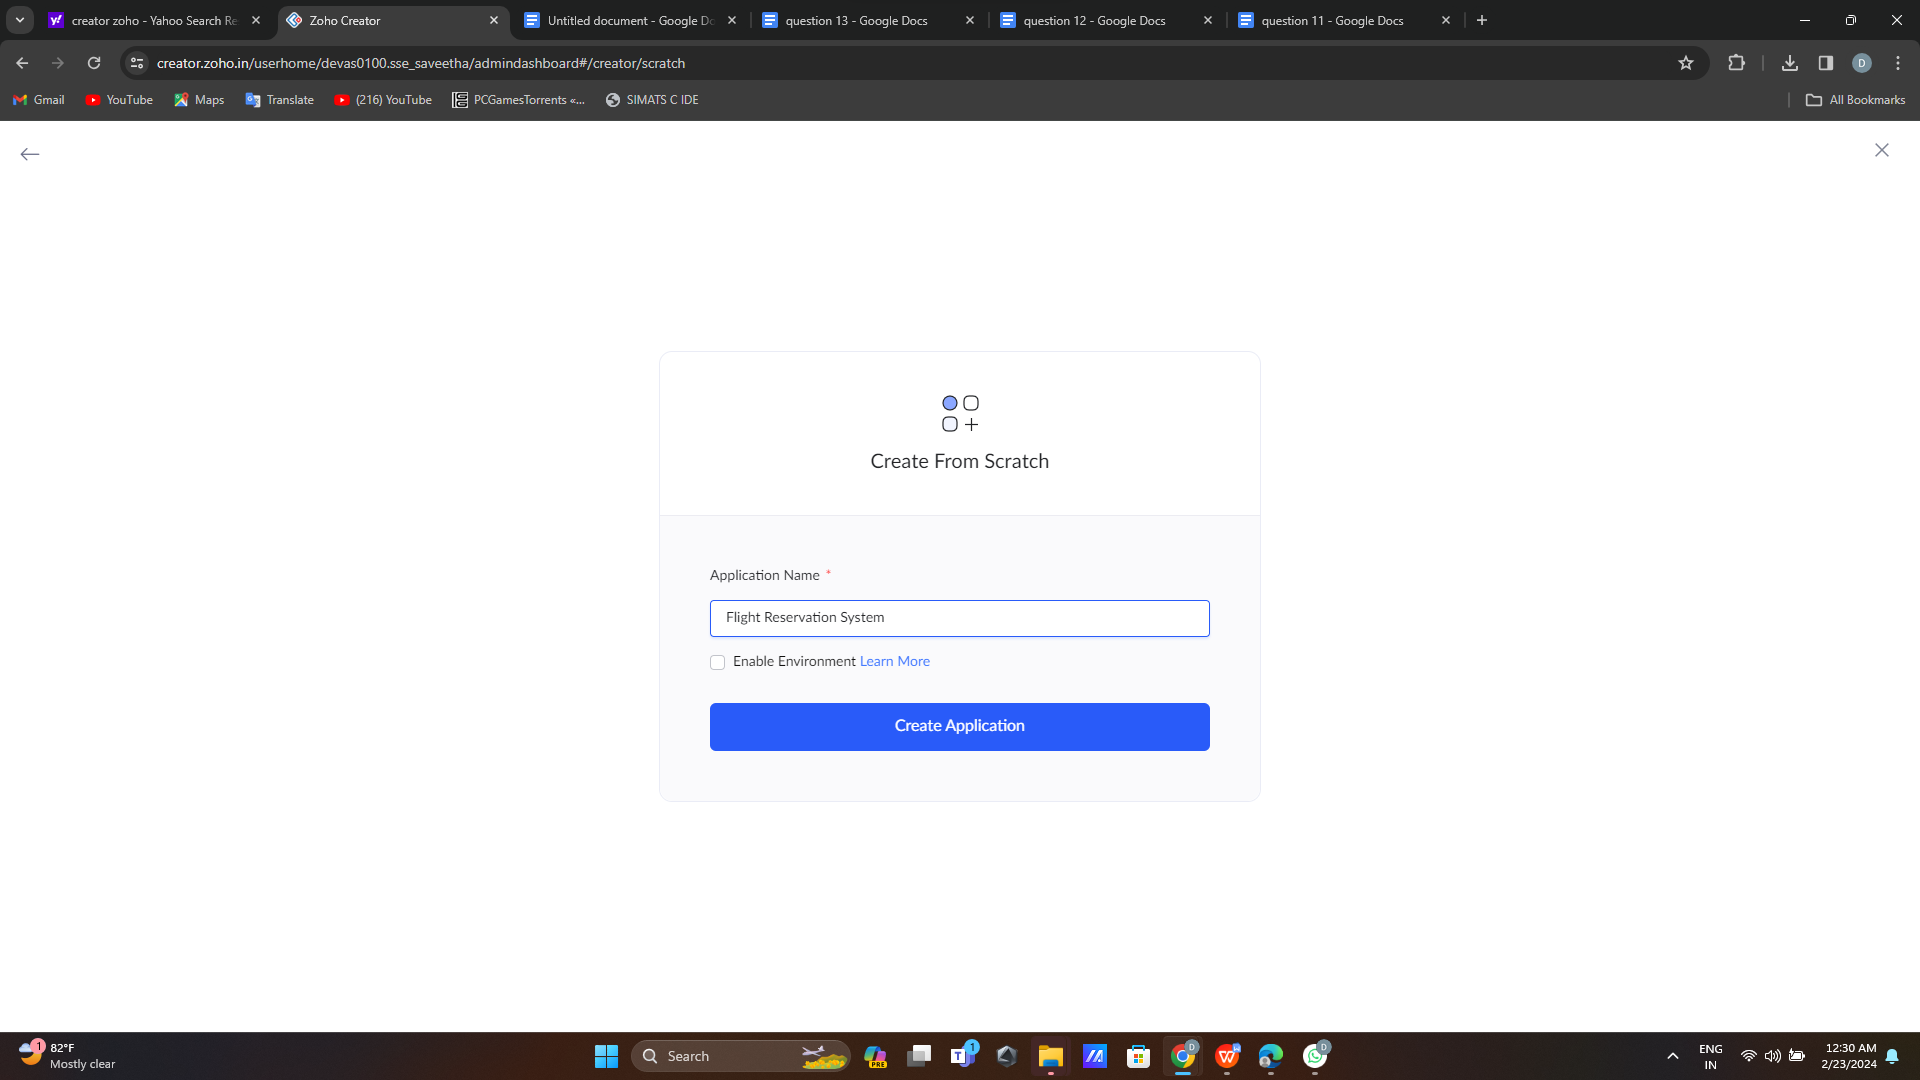 creator zoho - Yahoo Search Re
Zoho Creator
Untitled document - Google Do
question 13 - Google Docs
question 12 - Google Docs
question 11 - Google Docs
creator.zoho.in/userhome/devas0100.sse_saveetha/admindashboard#/creator/scratch
D
Gmail
YouTube
Maps
Translate
(216) YouTube
PCGamesTorrents «...
SIMATS C IDE
All Bookmarks
Create From Scratch
Application Name *
Flight Reservation System
Enable Environment Learn More
Create Application
1
82°F
Mostly clear
Search
PRE
1
T
D
D
ENG
IN
12:30 AM
2/23/2024